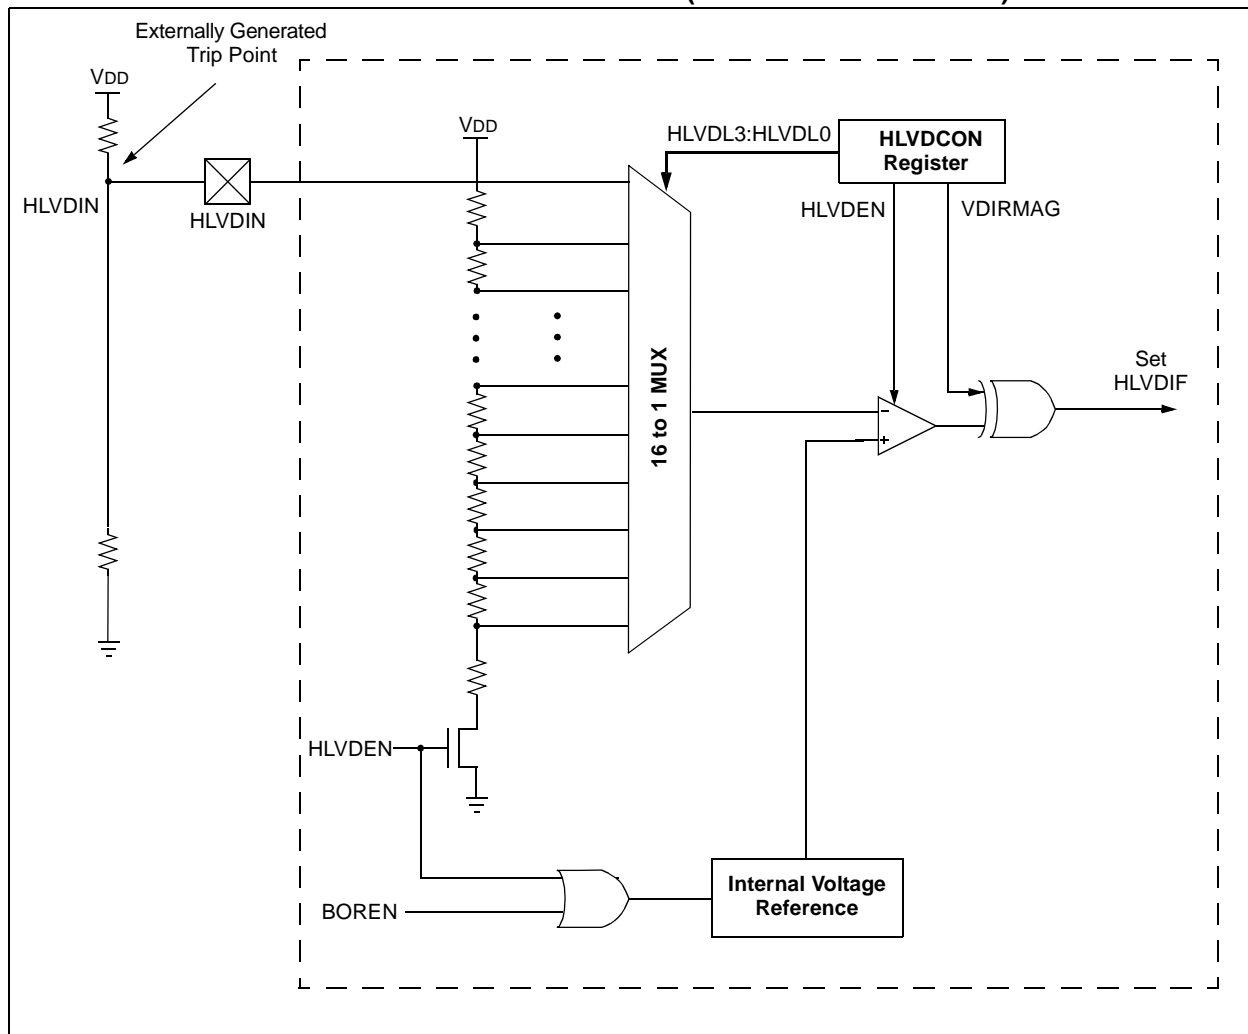 Externally Generated
Trip Point
VDD
VDD
HLVDL3:HLVDL0
HLVDCON
Register
HLVDIN
HLVDIN
HLVDEN
VDIRMAG
16 to 1 MUX
-
+
Set
HLVDIF
HLVDEN
BOREN
Internal Voltage
Reference